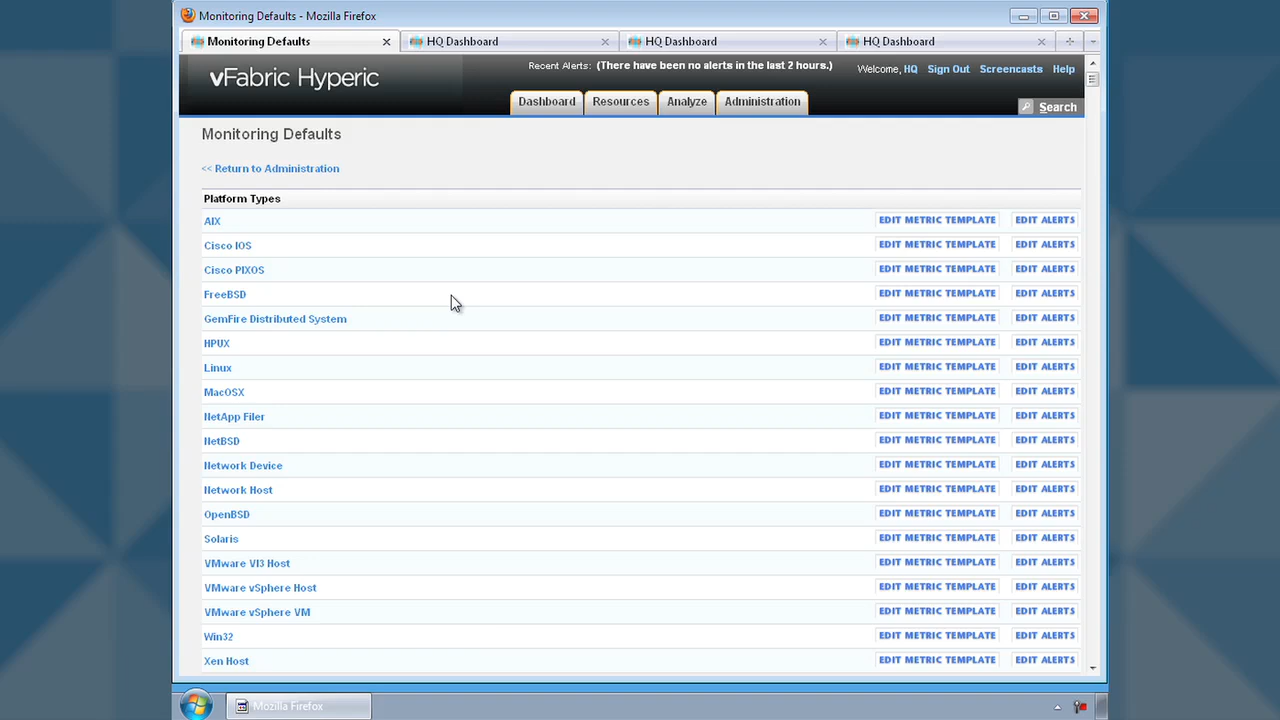 Monitoring Defaults - Mozilla Firefox
Monitoring Defaults HQ Dashboard HQ Dashboard HQ Dashboard
vFabric Hyperic
Recent Alerts: (There have been no alerts in the last 2 hours.) Welcome, HQ Sign Out Screencasts Help
Dashboard Resources Analyze Administration
Search
Monitoring Defaults
<< Return to Administration
Platform Types
AIX EDIT METRIC TEMPLATE EDIT ALERTS
Cisco IOS EDIT METRIC TEMPLATE EDIT ALERTS
Cisco PIXOS EDIT METRIC TEMPLATE EDIT ALERTS
FreeBSD EDIT METRIC TEMPLATE EDIT ALERTS
GemFire Distributed System EDIT METRIC TEMPLATE EDIT ALERTS
HPUX EDIT METRIC TEMPLATE EDIT ALERTS
Linux EDIT METRIC TEMPLATE EDIT ALERTS
MacOSX EDIT METRIC TEMPLATE EDIT ALERTS
NetApp Filer EDIT METRIC TEMPLATE EDIT ALERTS
NetBSD EDIT METRIC TEMPLATE EDIT ALERTS
Network Device EDIT METRIC TEMPLATE EDIT ALERTS
Network Host EDIT METRIC TEMPLATE EDIT ALERTS
OpenBSD EDIT METRIC TEMPLATE EDIT ALERTS
Solaris EDIT METRIC TEMPLATE EDIT ALERTS
VMware VI3 Host EDIT METRIC TEMPLATE EDIT ALERTS
VMware vSphere Host EDIT METRIC TEMPLATE EDIT ALERTS
VMware vSphere VM EDIT METRIC TEMPLATE EDIT ALERTS
Win32 EDIT METRIC TEMPLATE EDIT ALERTS
Xen Host EDIT METRIC TEMPLATE EDIT ALERTS
Mozilla Firefox